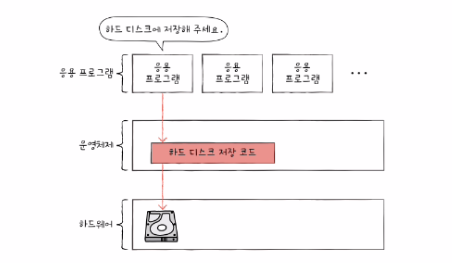 하드 디스크에 저장해 주세요.
응용 프로그램
응용
프로그램
응용
프로그램
응용
프로그램
...
운영체제
하드 디스크 저장 코드
하드웨어